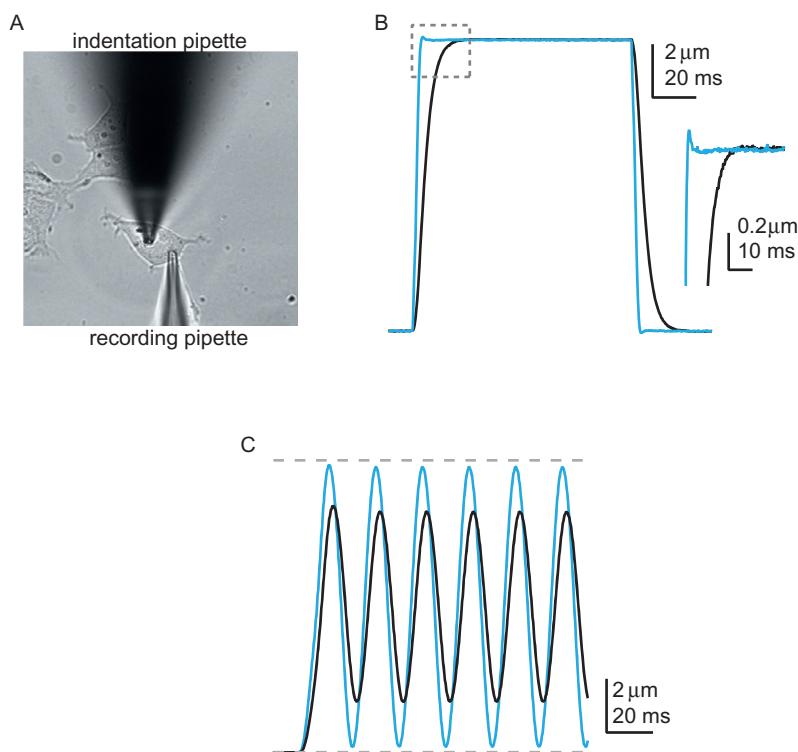 A
indentation pipette
recording pipette
B
2 μm
20 ms
0.2μm
10 ms
C
2 μm
20 ms